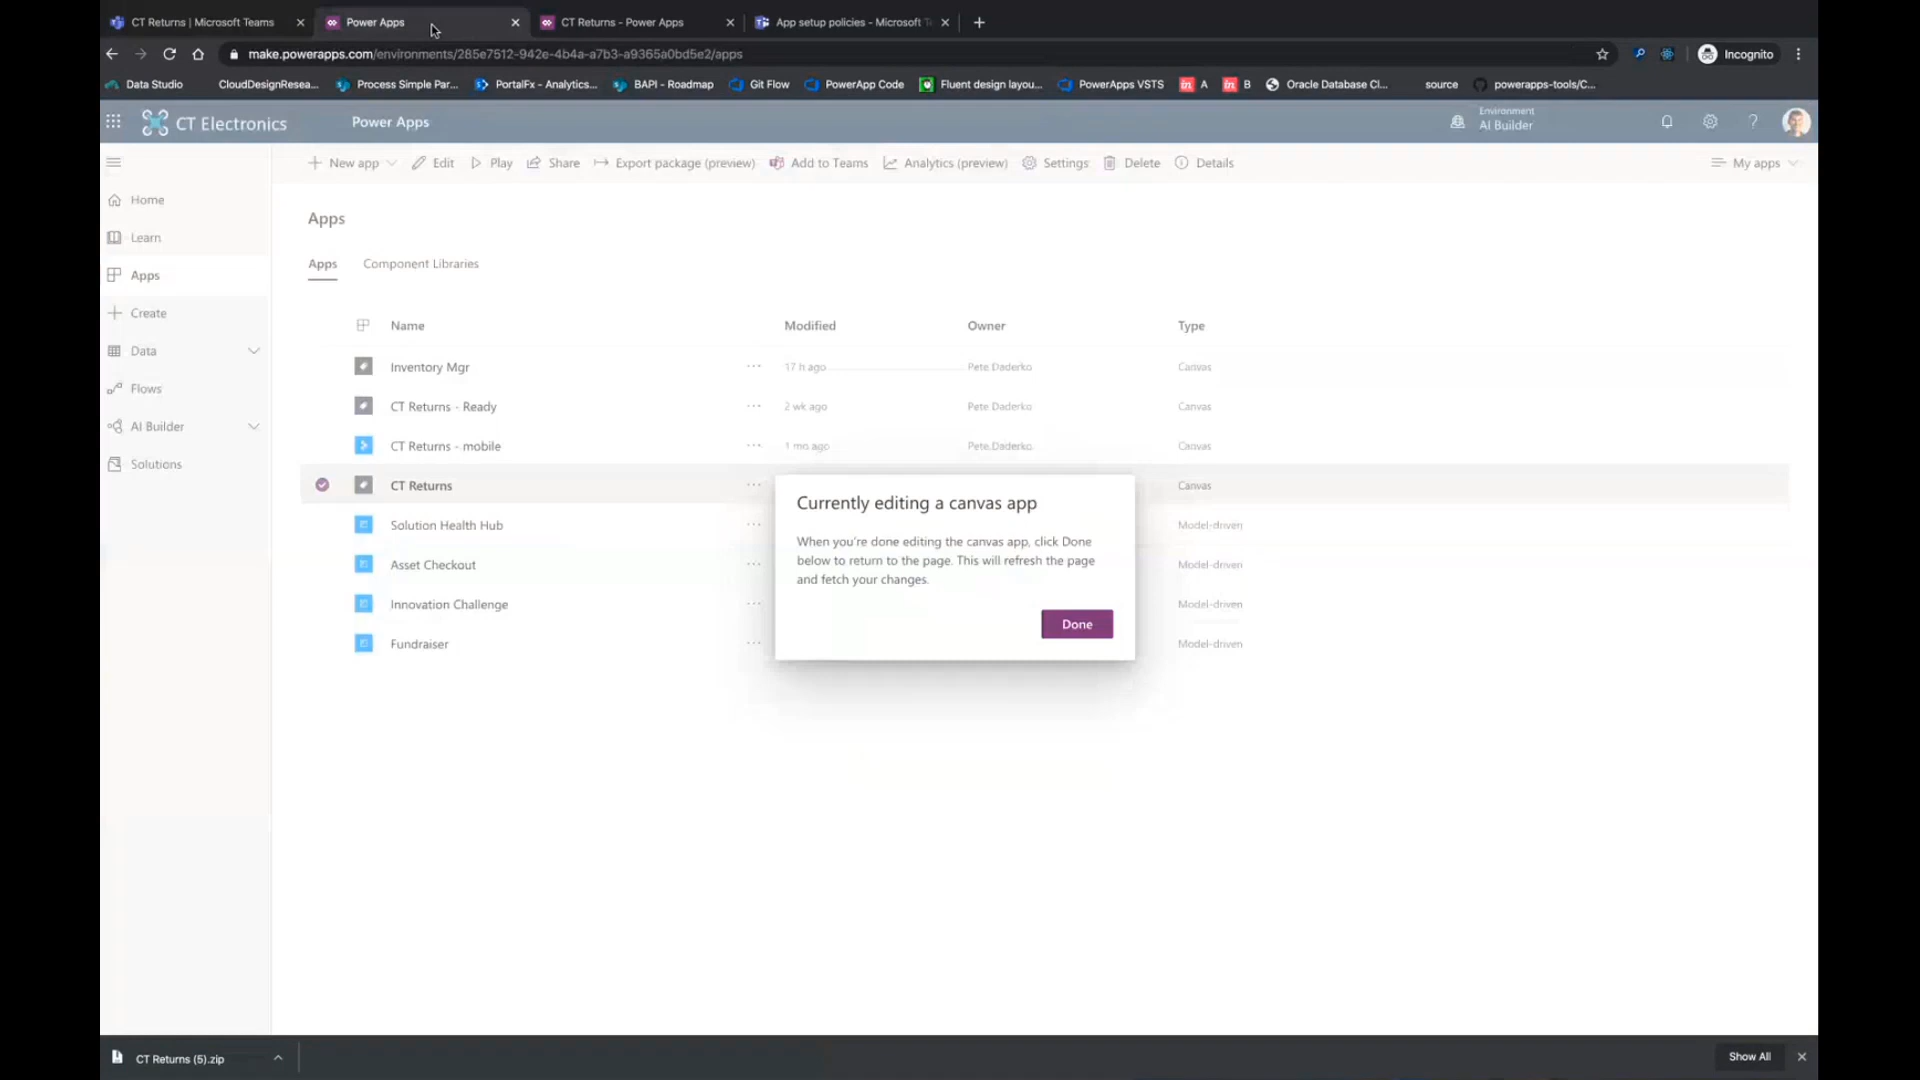 CT Returns | Microsoft Teams
Power Apps
CT Returns - Power Apps
App setup policies - Microsoft T
make.powerapps.com/environments/285e7512-942e-4b4a-a7b3-a9365a0bd5e2/apps
Incognito
Data Studio
CloudDesignResea...
Process Simple Par...
PortalFx - Analytics...
BAPI - Roadmap
Git Flow
PowerApp Code
Fluent design layou...
PowerApps VSTS
A
B
Oracle Database Cl...
source
powerapps-tools/C...
CT Electronics
Power Apps
Environment
AI Builder
New app
Edit
Play
Share
Export package (preview)
Add to Teams
Analytics (preview)
Settings
Delete
Details
My apps
Home
Learn
Apps
Create
Data
Flows
AI Builder
Solutions
Apps
Apps
Component Libraries
Name Modified Owner Type
Inventory Mgr ... 17 h ago Pete Daderko Canvas
CT Returns - Ready ... 2 wk ago Pete Daderko Canvas
CT Returns - mobile ... 1 mo ago Pete Daderko Canvas
CT Returns ... Canvas
Solution Health Hub ... Model-driven
Asset Checkout ... Model-driven
Innovation Challenge ... Model-driven
Fundraiser ... Model-driven
Currently editing a canvas app
When you're done editing the canvas app, click Done
below to return to the page. This will refresh the page
and fetch your changes.
Done
CT Returns (5).zip
Show All